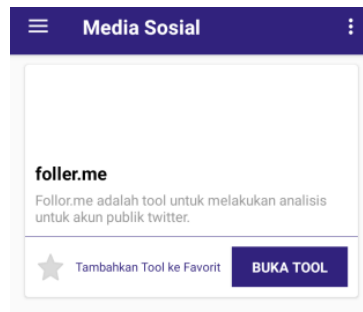 Media Sosial
foller.me
Follor.me adalah tool untuk melakukan analisis
untuk akun publik twitter.
Tambahkan Tool ke Favorit
BUKA TOOL